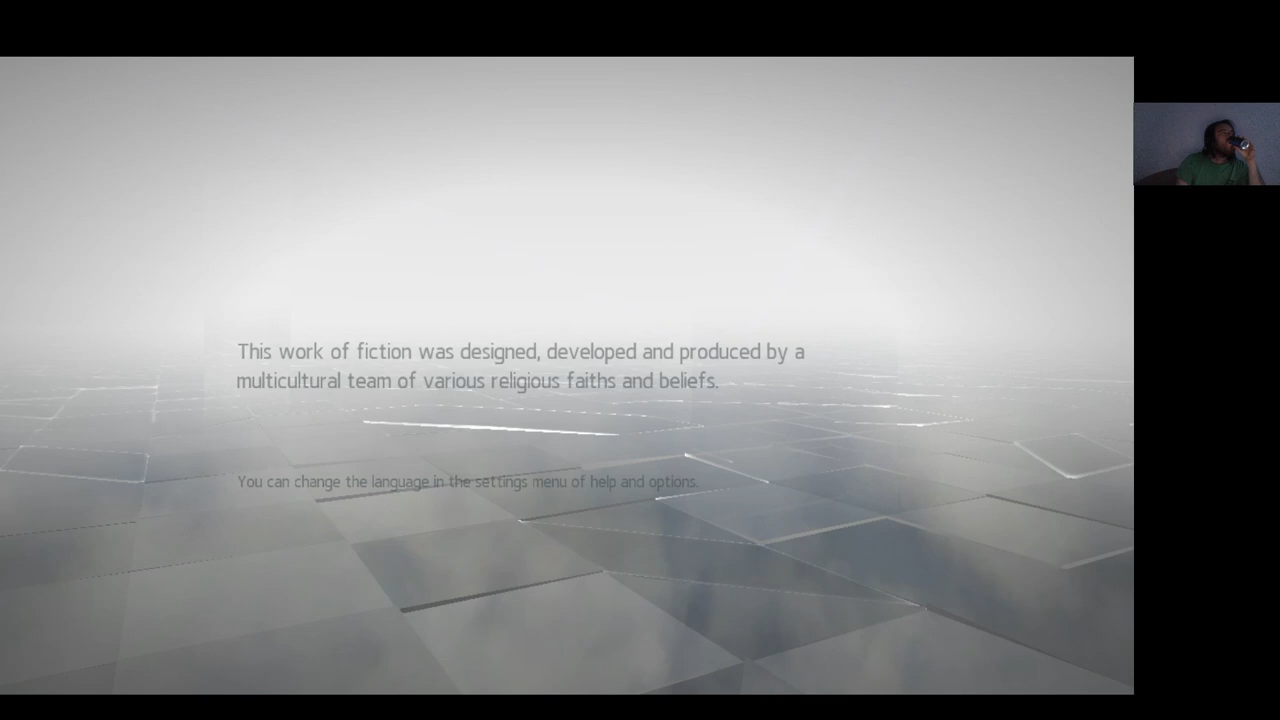 This work of fiction was designed, developed and produced by a
multicultural team of various religious faiths and beliefs.
You can change the language in the settings menu of help and options.